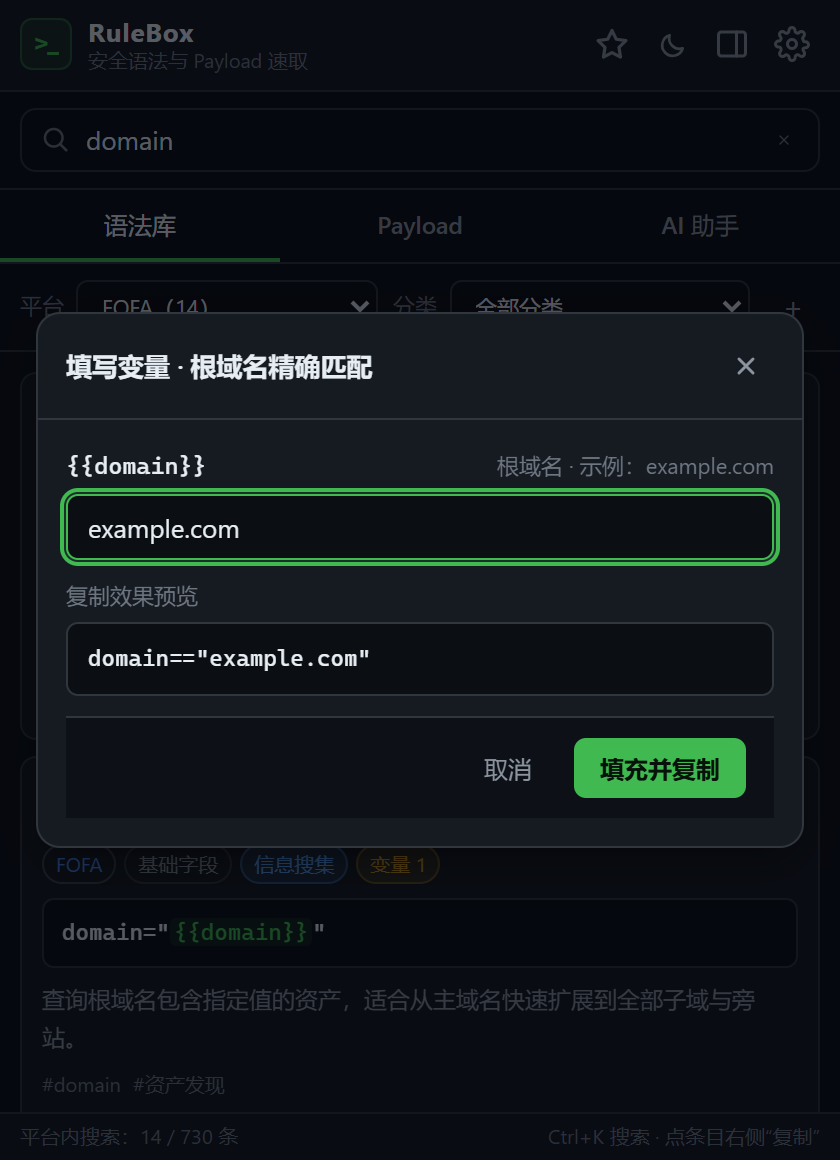 >_
RuleBox
安全语法与 Payload 速取
domain
×
语法库
Payload
AI 助手
平台
FOFA（14）
分类
全部分类
+
填写变量 · 根域名精确匹配
×
{{domain}}
根域名 · 示例：example.com
example.com
复制效果预览
domain=="example.com"
取消
填充并复制
FOFA
基础字段
信息搜集
变量 1
domain="{{domain}}"
查询根域名包含指定值的资产，适合从主域名快速扩展到全部子域与旁
站。
#domain #资产发现
平台内搜索：14 / 730 条
Ctrl+K 搜索 · 点条目右侧“复制”